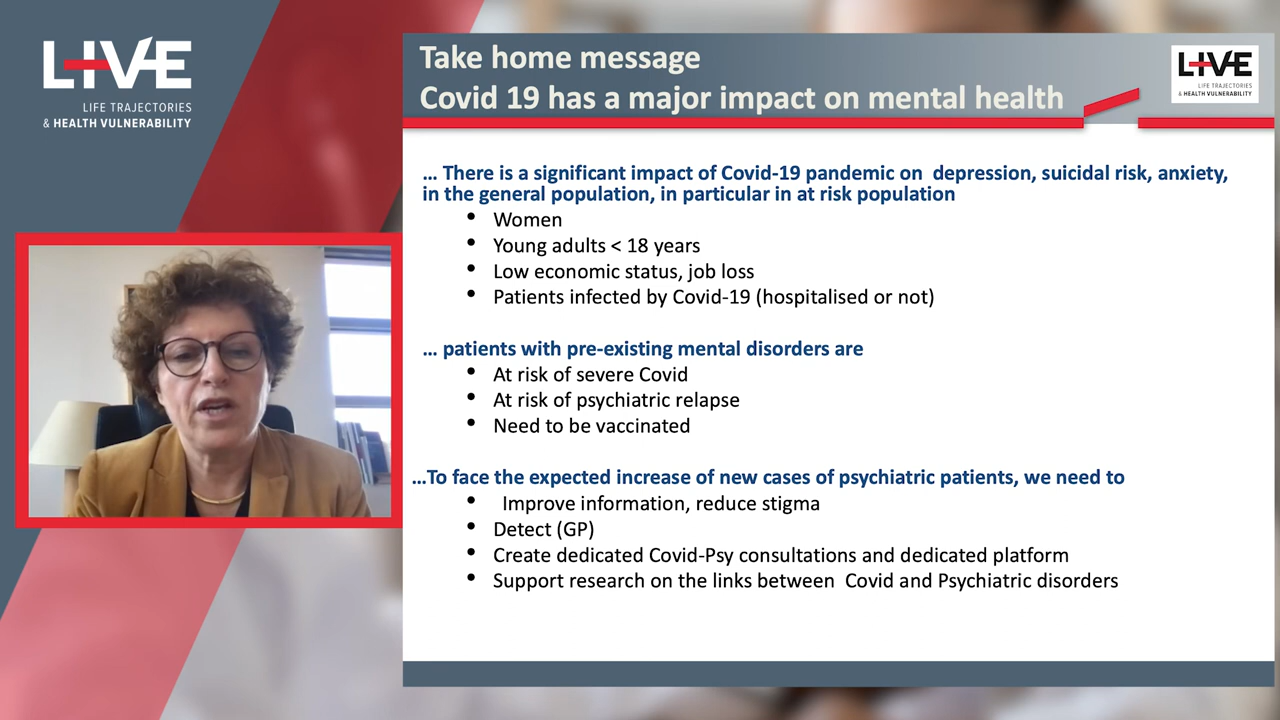 LIVE
LIFE TRAJECTORIES
& HEALTH VULNERABILITY
Take home message
Covid 19 has a major impact on mental health
LIVE
LIFE TRAJECTORIES
& HEALTH VULNERABILITY
... There is a significant impact of Covid-19 pandemic on depression, suicidal risk, anxiety,
in the general population, in particular in at risk population
• Women
• Young adults < 18 years
• Low economic status, job loss
• Patients infected by Covid-19 (hospitalised or not)
... patients with pre-existing mental disorders are
• At risk of severe Covid
• At risk of psychiatric relapse
• Need to be vaccinated
...To face the expected increase of new cases of psychiatric patients, we need to
• Improve information, reduce stigma
• Detect (GP)
• Create dedicated Covid-Psy consultations and dedicated platform
• Support research on the links between Covid and Psychiatric disorders